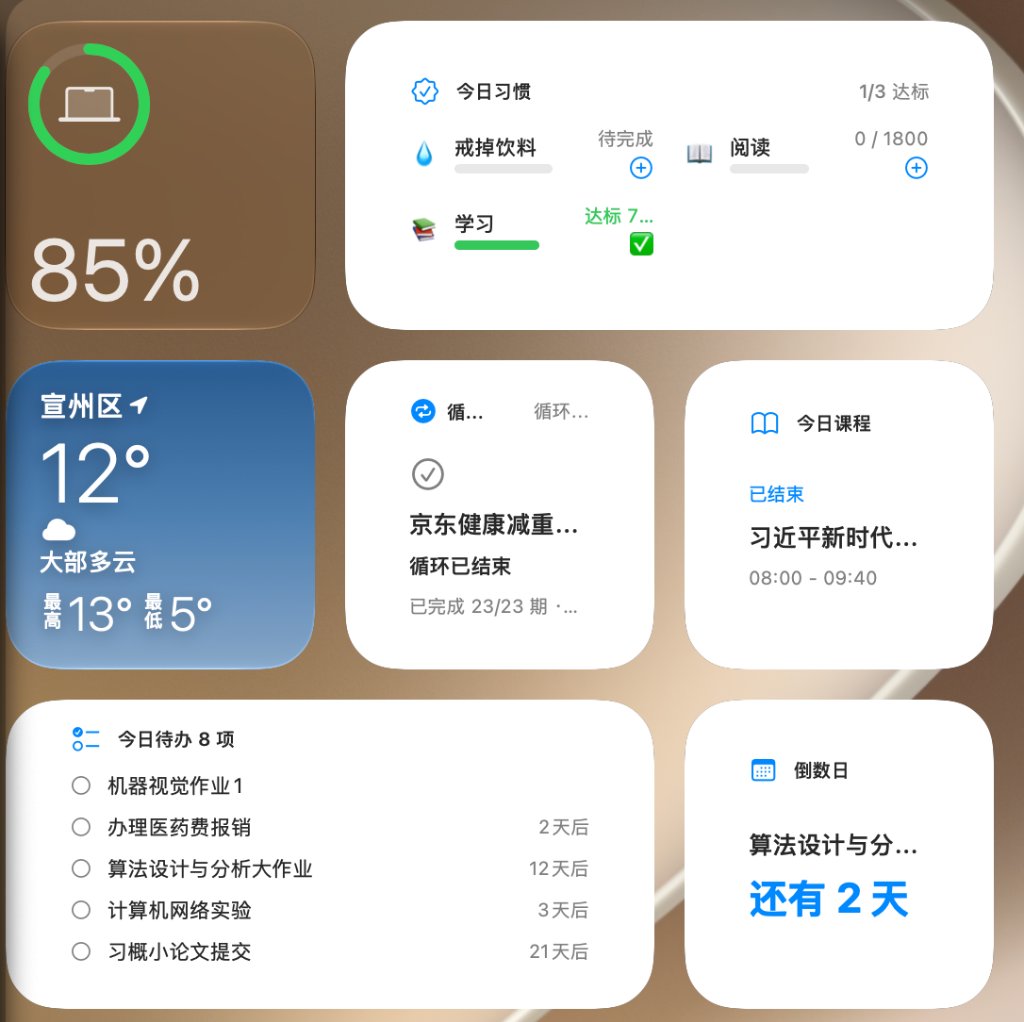 85%
今日习惯
1/3 达标
戒掉饮料
待完成
阅读
0 / 1800
学习
达标 7...
宣州区
12°
大部多云
最高 13° 最低 5°
循...
循环...
京东健康减重...
循环已结束
已完成 23/23 期 ·...
今日课程
已结束
习近平新时代...
08:00 - 09:40
今日待办 8 项
机器视觉作业1
办理医药费报销 2天后
算法设计与分析大作业 12天后
计算机网络实验 3天后
习概小论文提交 21天后
倒数日
算法设计与分...
还有 2 天